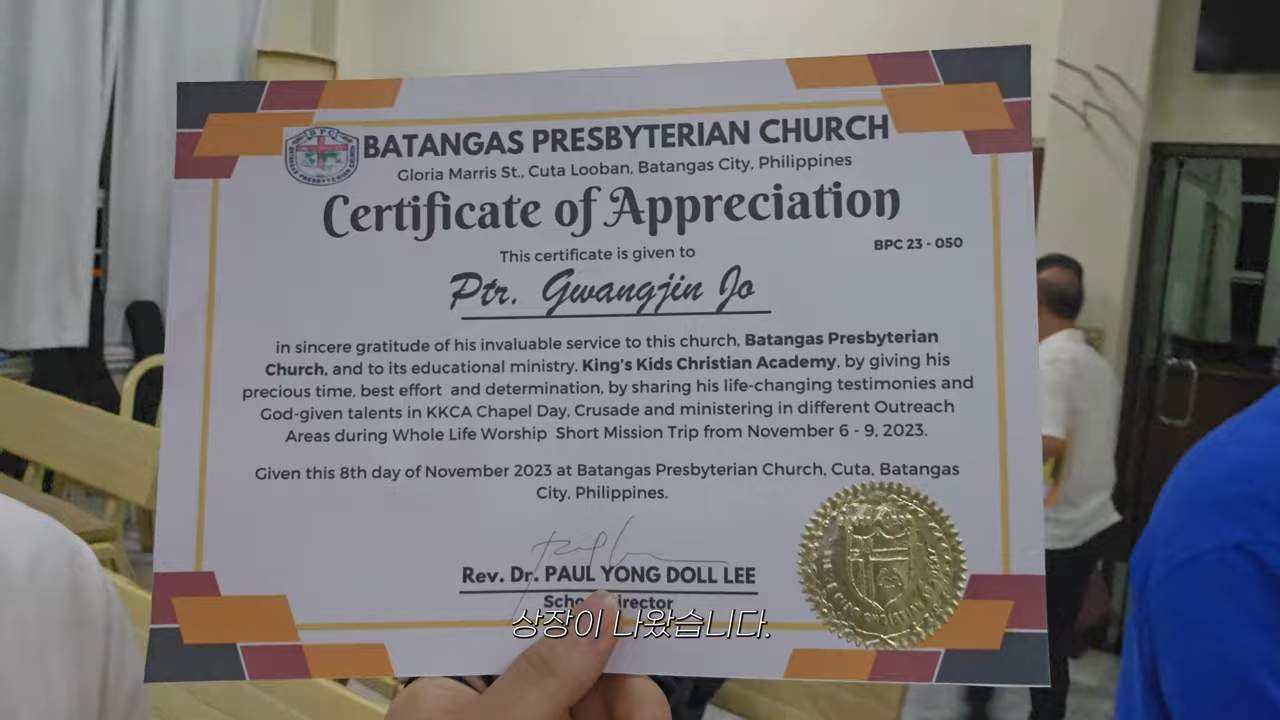 BATANGAS PRESBYTERIAN CHURCH
Gloria Marris St., Cuta Looban, Batangas City, Philippines
Certificate of Appreciation
BPC 23 - 050
This certificate is given to
Ptr. Gwangjin Jo
in sincere gratitude of his invaluable service to this church, Batangas Presbyterian
Church, and to its educational ministry, King's Kids Christian Academy, by giving his
precious time, best effort and determination, by sharing his life-changing testimonies and
God-given talents in KKCA Chapel Day, Crusade and ministering in different Outreach
Areas during Whole Life Worship Short Mission Trip from November 6 - 9, 2023.
Given this 8th day of November 2023 at Batangas Presbyterian Church, Cuta, Batangas
City, Philippines.
Rev. Dr. PAUL YONG DOLL LEE
상장이 나왔습니다.